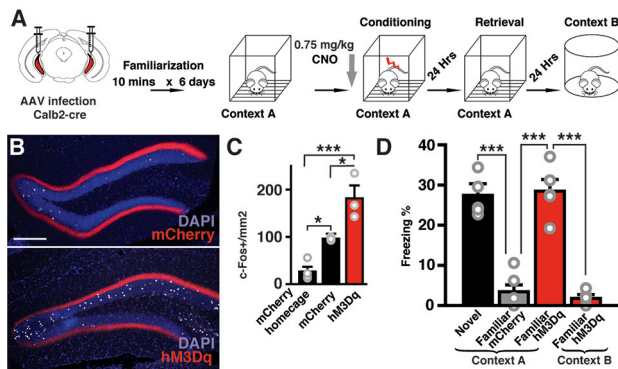 A
Familiarization
10 mins x 6 days
AAV infection
Calb2-cre
Context A
0.75 mg/kg
CNO
Conditioning
Context A
24 Hrs
Retrieval
Context A
24 Hrs
Context B
B
DAPI
mCherry
DAPI
hM3Dq
C
c-Fos+/mm2
200
100
0
***
*
*
mCherry
homecage
mCherry
hM3Dq
D
Freezing %
40
30
20
10
0
***
***
***
Novel
Familiar
mCherry
Familiar
hM3Dq
Familiar
hM3Dq
Context A
Context B